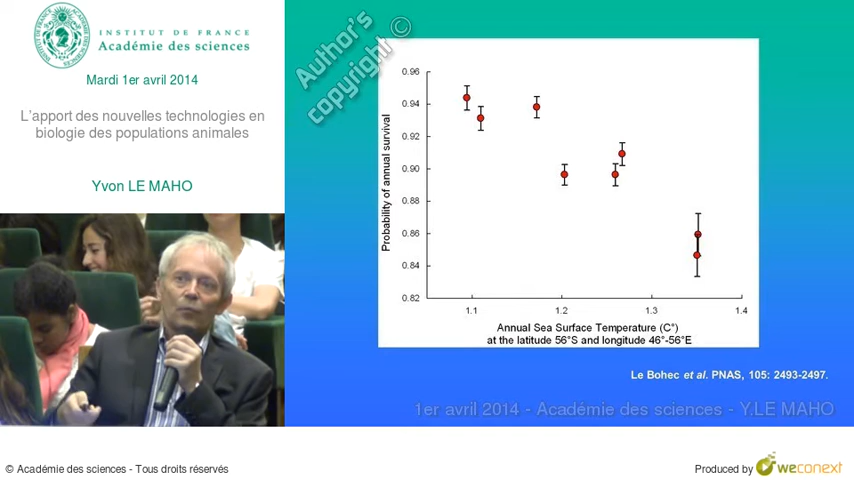 INSTITUT DE FRANCE
Académie des sciences
Mardi 1er avril 2014
L'apport des nouvelles technologies en
biologie des populations animales
Yvon LE MAHO
Author's
copyright ©
0.96
0.94
0.92
0.90
0.88
0.86
0.84
0.82
Probability of annual survival
1.1 1.2 1.3 1.4
Annual Sea Surface Temperature (C°)
at the latitude 56°S and longitude 46°-56°E
Le Bohec et al. PNAS, 105: 2493-2497.
1er avril 2014 - Académie des sciences - Y.LE MAHO
© Académie des sciences - Tous droits réservés
Produced by weconext